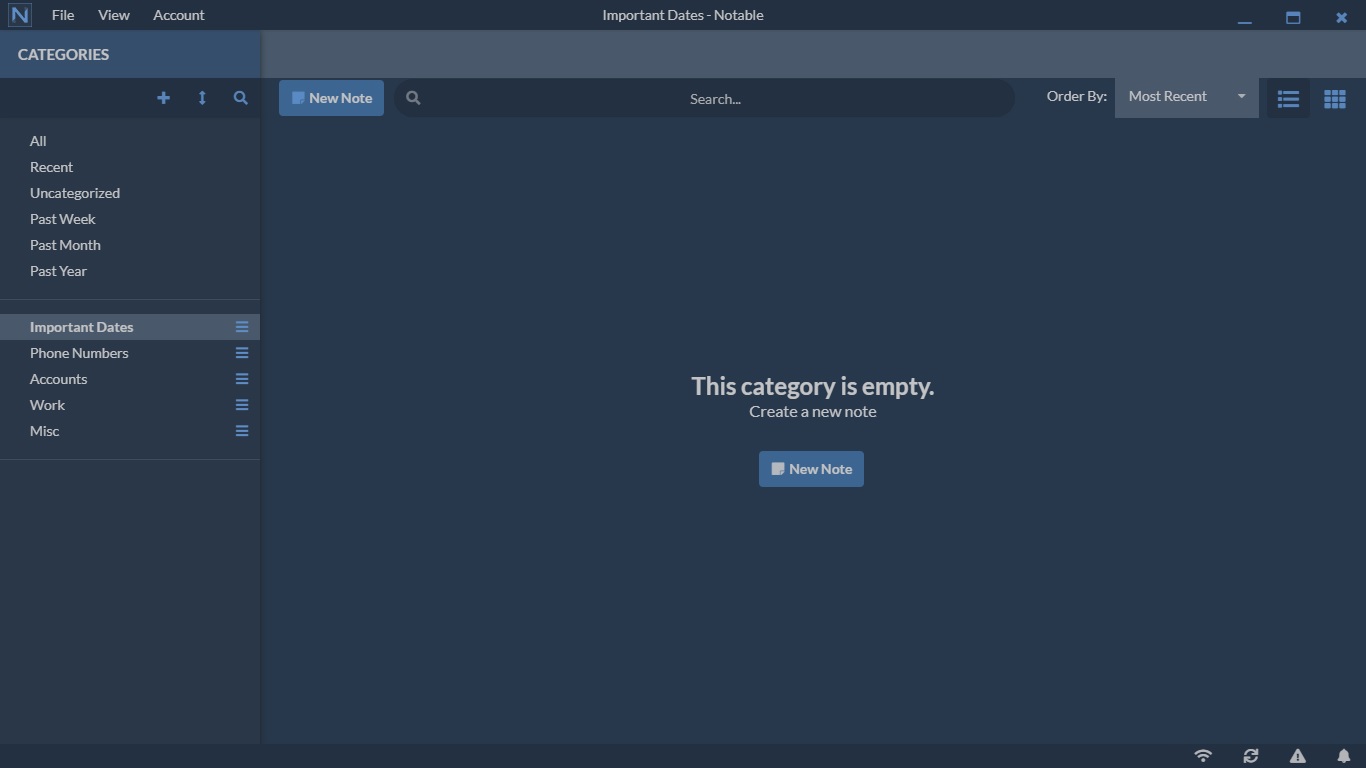 N File View Account Important Dates - Notable
CATEGORIES
New Note Search... Order By: Most Recent
All
Recent
Uncategorized
Past Week
Past Month
Past Year
Important Dates
Phone Numbers
Accounts
Work
Misc
This category is empty.
Create a new note
New Note